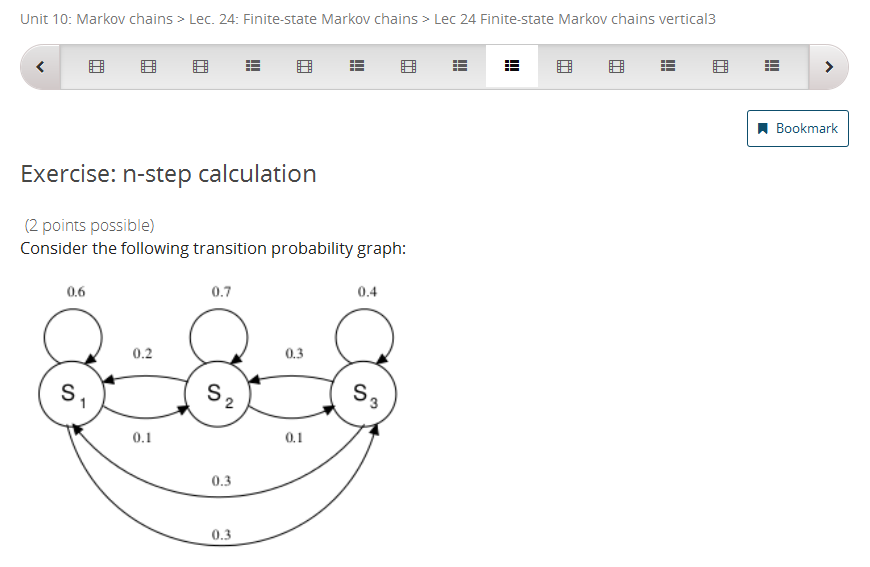 Unit 10: Markov chains > Lec. 24: Finite-state Markov chains > Lec 24 Finite-state Markov chains vertical3
Bookmark
Exercise: n-step calculation
(2 points possible)
Consider the following transition probability graph:
0.6 0.7 0.4
0.2 0.3
S1 S2 S3
0.1 0.1
0.3
0.3